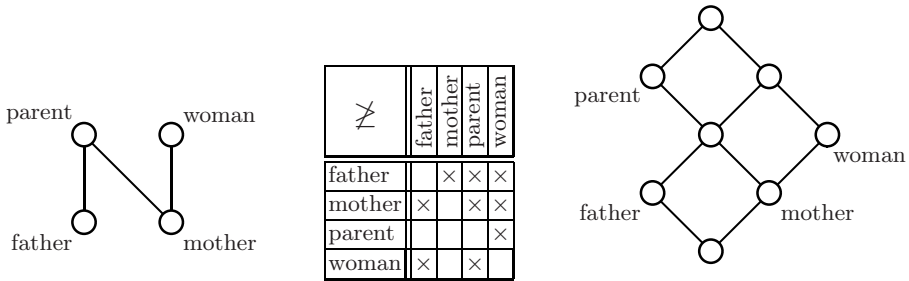 parent
woman
father
mother
≱
father
mother
parent
woman
father × × ×
mother × × ×
parent ×
woman × ×
parent
woman
father
mother